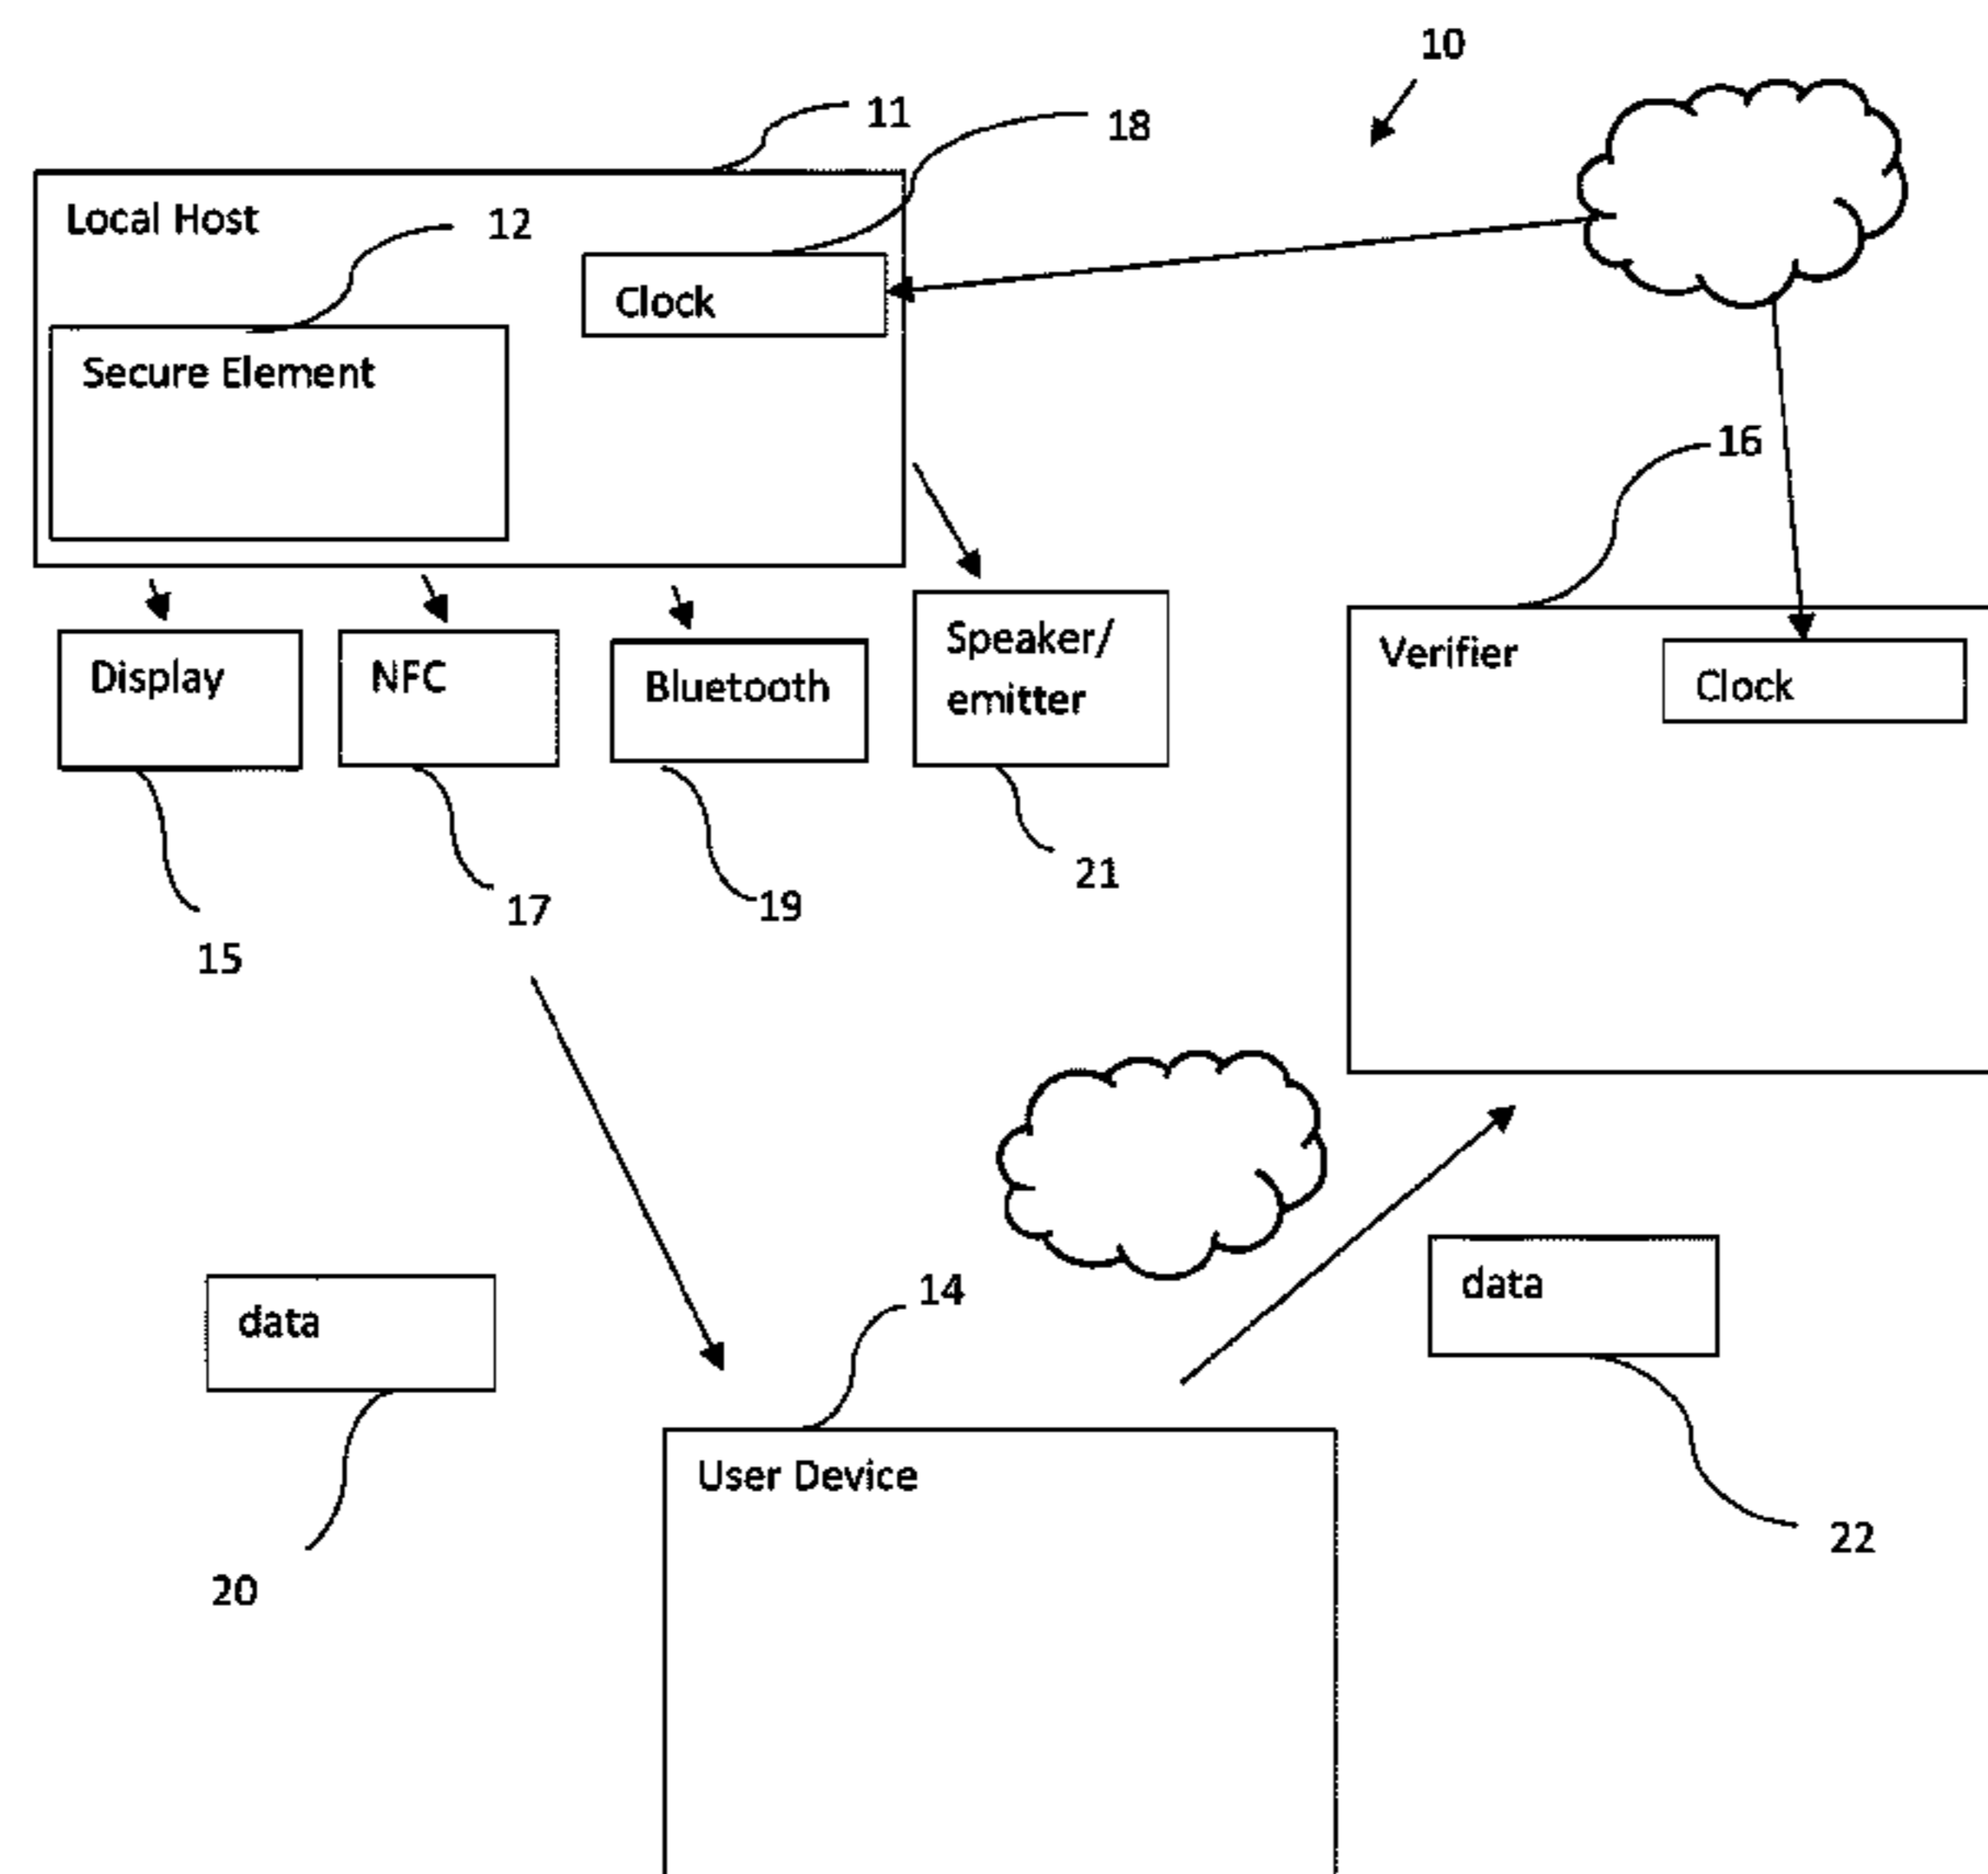 10
11
18
Local Host
12
Clock
Secure Element
16
Display
NFC
Bluetooth
Speaker/
emitter
Verifier
Clock
15
17
19
21
data
14
data
User Device
20
22